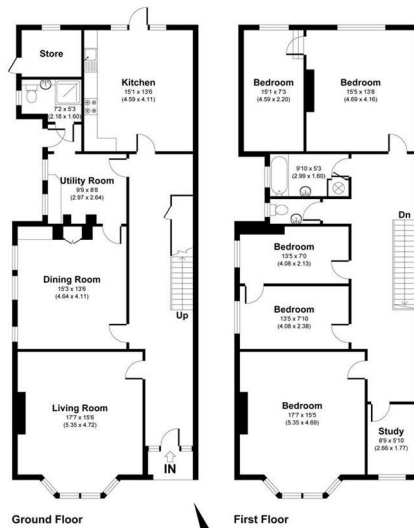 Store
Kitchen
15'1 x 13'6
(4.59 x 4.11)
7'2 x 5'3
(2.18 x 1.60)
Utility Room
9'9 x 8'8
(2.97 x 2.64)
Dining Room
15'3 x 13'6
(4.64 x 4.11)
Up
Living Room
17'7 x 15'6
(5.35 x 4.72)
IN
Ground Floor
Bedroom
15'1 x 7'3
(4.59 x 2.20)
Bedroom
15'5 x 13'8
(4.69 x 4.16)
9'10 x 5'3
(2.99 x 1.60)
Dn
Bedroom
13'5 x 7'0
(4.08 x 2.13)
Bedroom
13'5 x 7'10
(4.08 x 2.38)
Bedroom
17'7 x 15'5
(5.35 x 4.69)
Study
8'9 x 5'10
(2.66 x 1.77)
First Floor